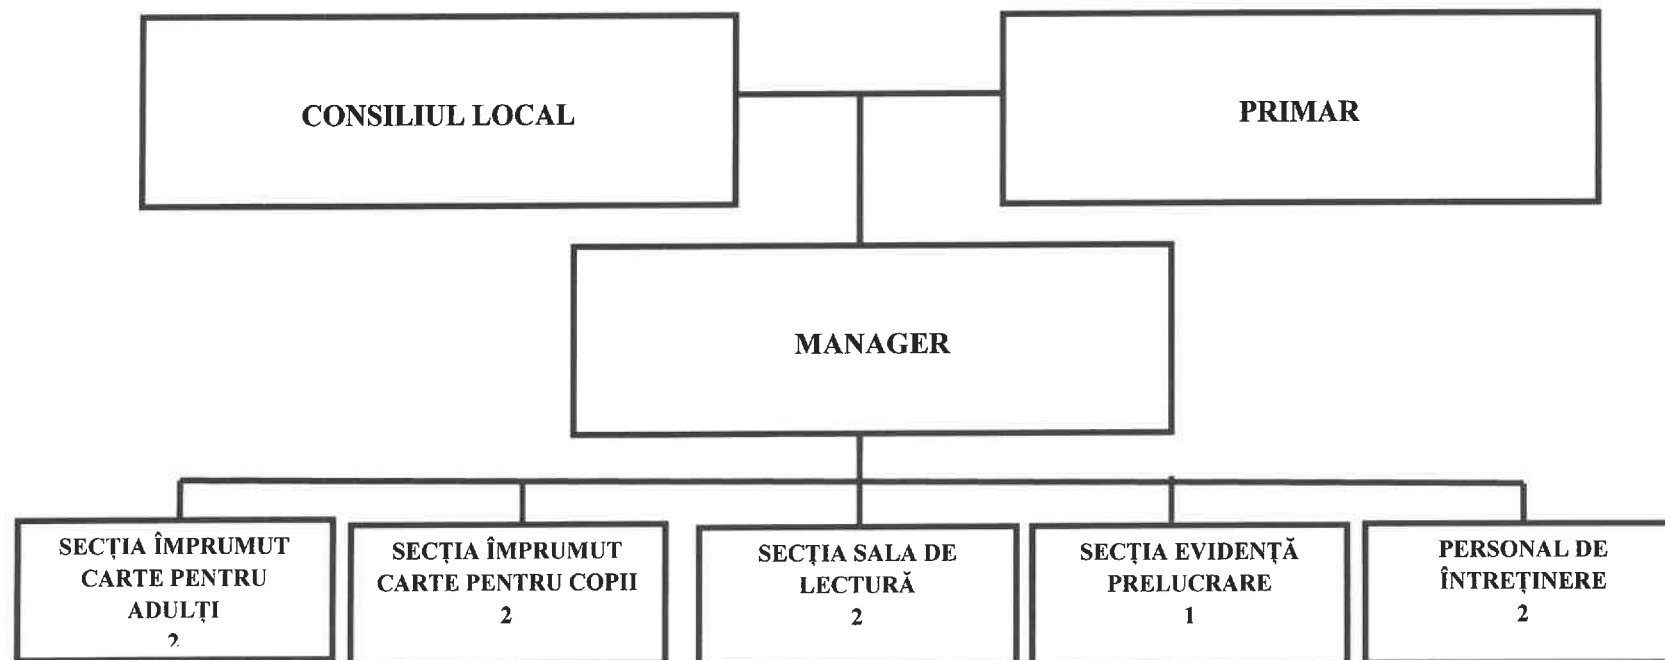 CONSILIUL LOCAL
PRIMAR
MANAGER
SECȚIA ÎMPRUMUT
CARTE PENTRU
ADULȚI
2
SECȚIA ÎMPRUMUT
CARTE PENTRU COPII
2
SECȚIA SALA DE
LECTURĂ
2
SECȚIA EVIDENȚĂ
PRELUCRARE
1
PERSONAL DE
ÎNTREȚINERE
2